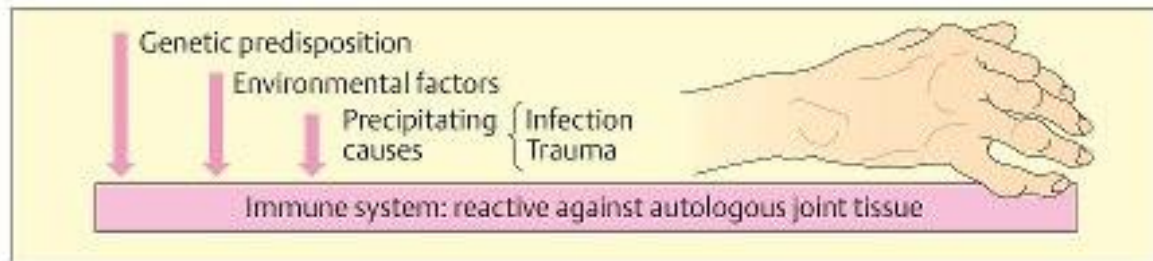 Genetic predisposition
Environmental factors
Precipitating causes { Infection
Trauma
Immune system: reactive against autologous joint tissue